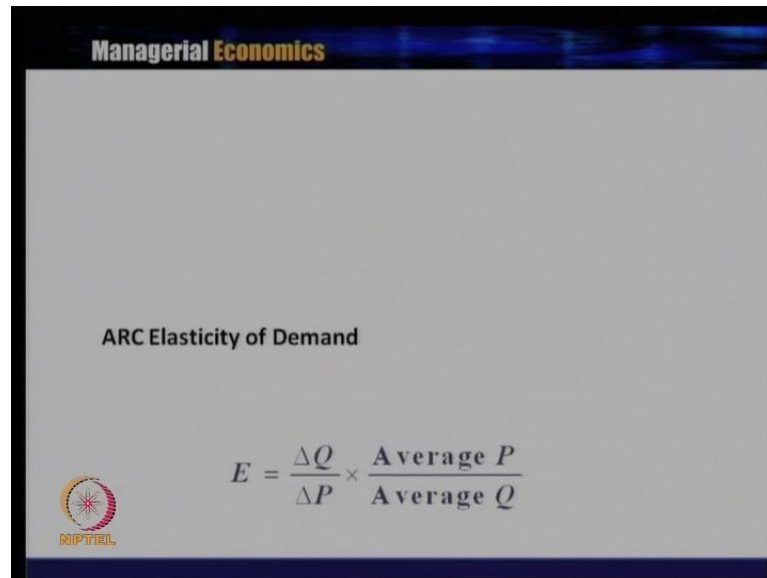 Managerial Economics
ARC Elasticity of Demand
E = ΔQ/ΔP × Average P/Average Q
NPTEL